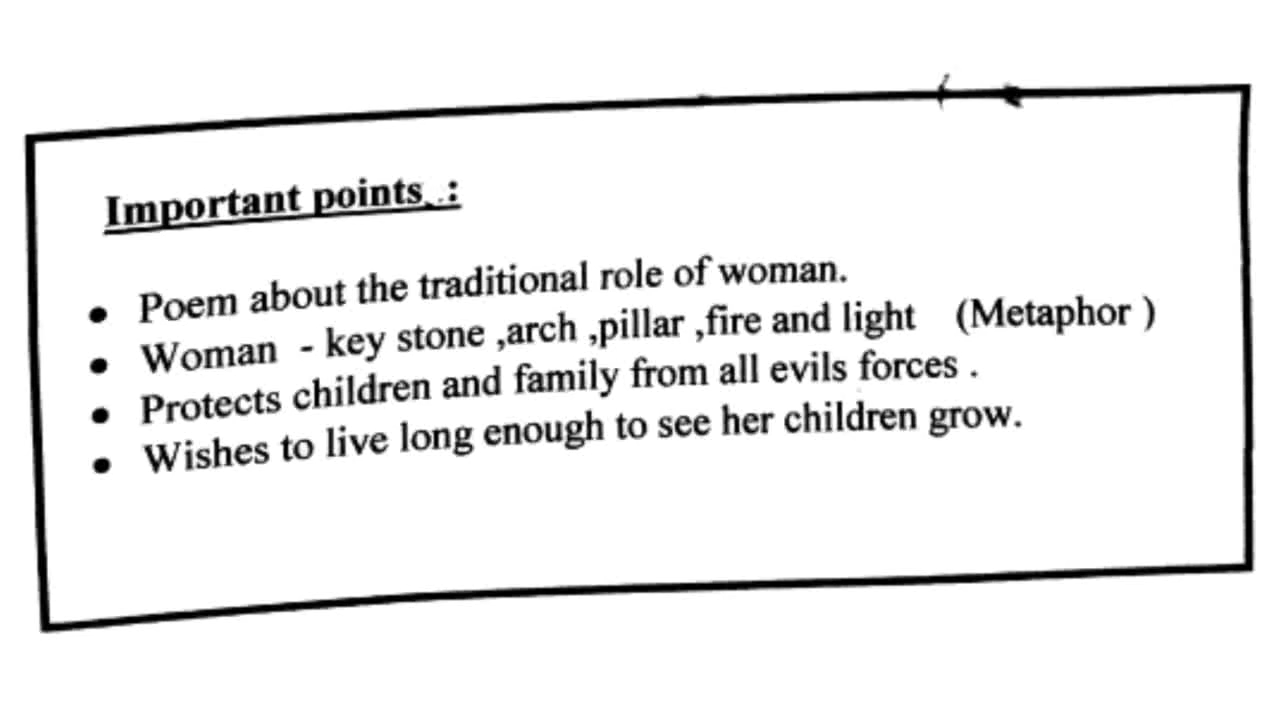 Important points :
• Poem about the traditional role of woman.
• Woman - key stone ,arch ,pillar ,fire and light (Metaphor )
• Protects children and family from all evils forces .
• Wishes to live long enough to see her children grow.